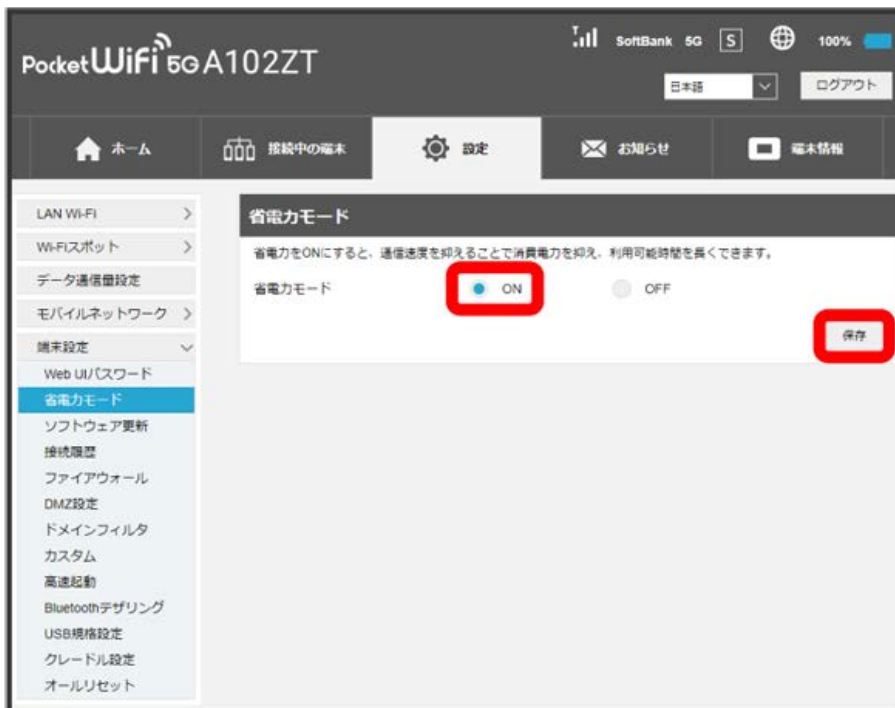 SoftBank 5G S 100%
Pocket WiFi 5G A102ZT
日本語 ログアウト
ホーム 接続中の端末 設定 お知らせ 端末情報
LAN Wi-Fi
Wi-Fiスポット
データ通信量設定
モバイルネットワーク
端末設定
Web UIパスワード
省電力モード
ソフトウェア更新
接続履歴
ファイアウォール
DMZ設定
ドメインフィルタ
カスタム
高速起動
Bluetoothテザリング
USB規格設定
クレードル設定
オールリセット
省電力モード
省電力をONにすると、通信速度を抑えることで消費電力を抑え、利用可能時間を長くできます。
省電力モード ON OFF
保存